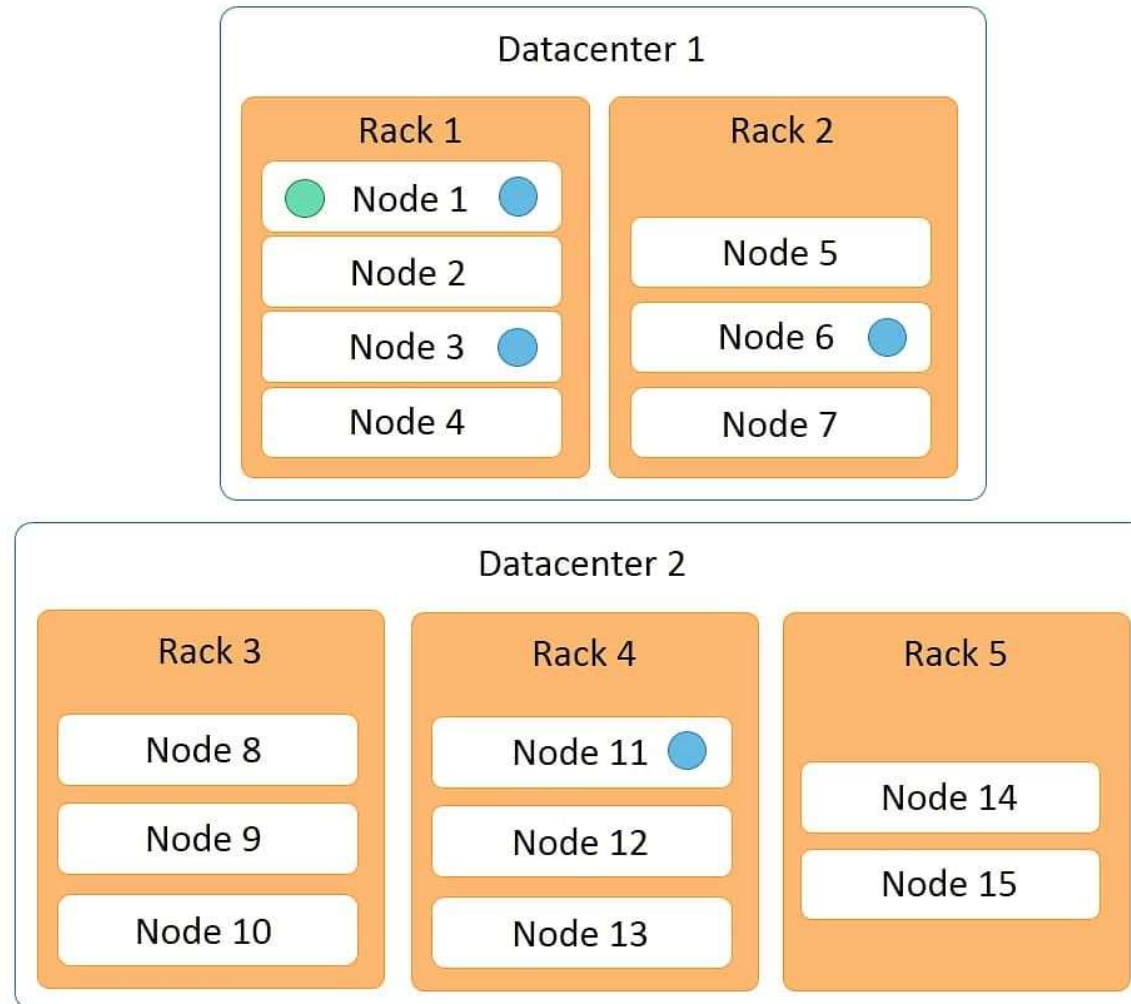 Datacenter 1
Rack 1
Node 1
Node 2
Node 3
Node 4
Rack 2
Node 5
Node 6
Node 7
Datacenter 2
Rack 3
Node 8
Node 9
Node 10
Rack 4
Node 11
Node 12
Node 13
Rack 5
Node 14
Node 15